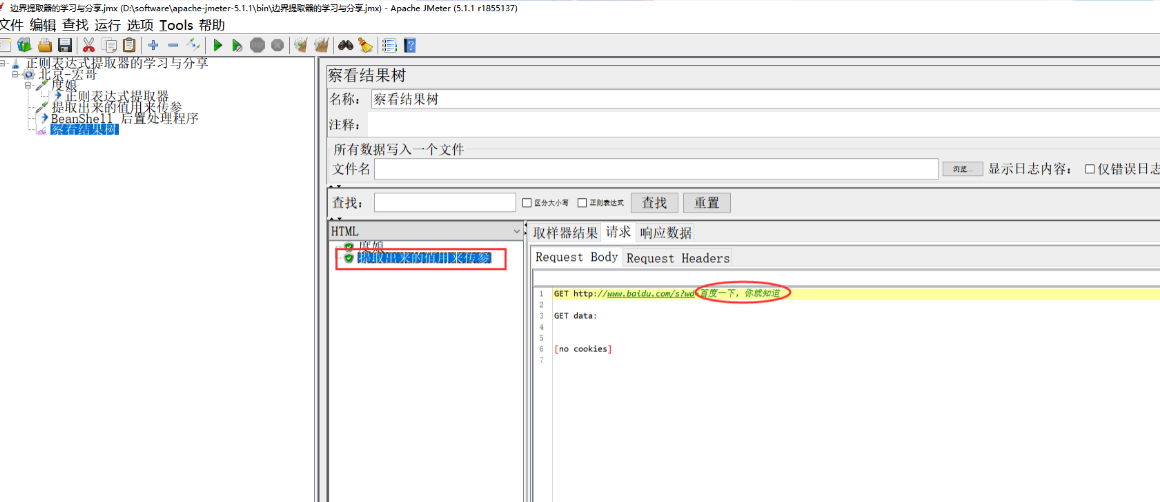 边界提取器的学习与分享.jmx (D:\software\apache-jmeter-5.1.1\bin\边界提取器的学习与分享.jmx) - Apache JMeter (5.1.1 r1855137)
文件 编辑 查找 运行 选项 Tools 帮助
正则表达式提取器的学习与分享
北京-宏哥
度娘
正则表达式提取器
提取出来的值用来传参
BeanShell 后置处理程序
察看结果树
察看结果树
名称： 察看结果树
注释：
所有数据写入一个文件
文件名 浏览... 显示日志内容： 仅错误日志
查找： 区分大小写 正则表达式 查找 重置
HTML
度娘
提取出来的值用来传参
取样器结果 请求 响应数据
Request Body Request Headers
1 GET http://www.baidu.com/s?wd=百度一下，你就知道
2
3 GET data:
4
5
6 [no cookies]
7